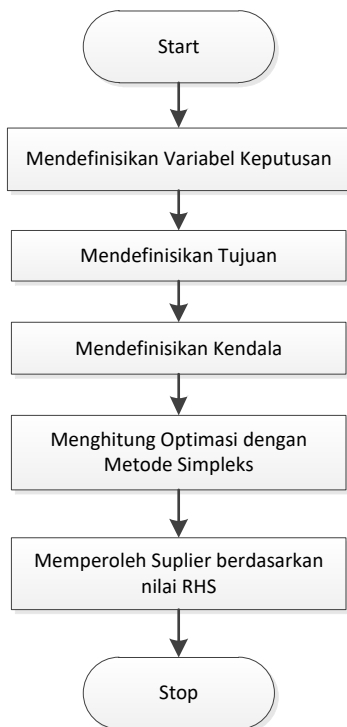 Start
Mendefinisikan Variabel Keputusan
Mendefinisikan Tujuan
Mendefinisikan Kendala
Menghitung Optimasi dengan
Metode Simpleks
Memperoleh Suplier berdasarkan
nilai RHS
Stop